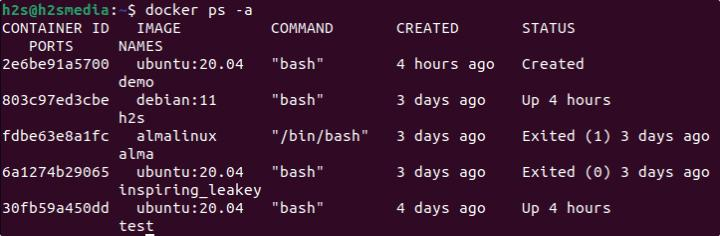 h2s@h2smedia:~$ docker ps -a
CONTAINER ID   IMAGE          COMMAND       CREATED       STATUS
   PORTS     NAMES
2e6be91a5700   ubuntu:20.04   "bash"        4 hours ago   Created
             demo
803c97ed3cbe   debian:11      "bash"        3 days ago    Up 4 hours
             h2s
fdbe63e8a1fc   almalinux      "/bin/bash"   3 days ago    Exited (1) 3 days ago
             alma
6a1274b29065   ubuntu:20.04   "bash"        3 days ago    Exited (0) 3 days ago
             inspiring_leakey
30fb59a450dd   ubuntu:20.04   "bash"        4 days ago    Up 4 hours
             test